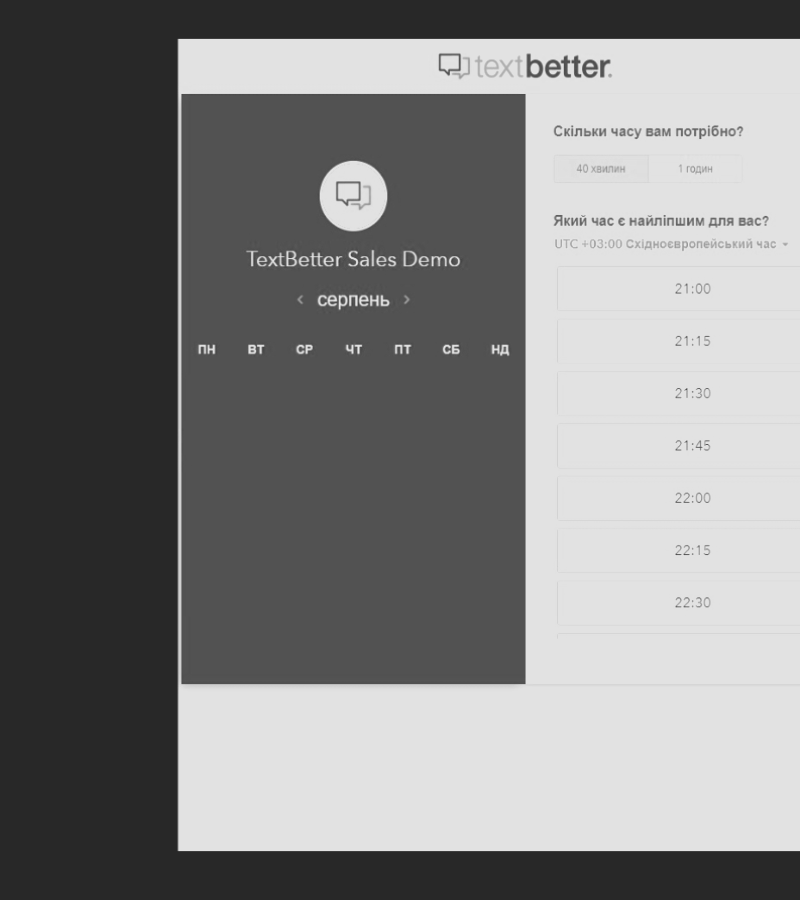 textbetter.
TextBetter Sales Demo
< серпень >
ПН ВТ СР ЧТ ПТ СБ НД
Скільки часу вам потрібно?
40 хвилин 1 годин
Який час є найліпшим для вас?
UTC +03:00 Східноєвропейський час
21:00
21:15
21:30
21:45
22:00
22:15
22:30